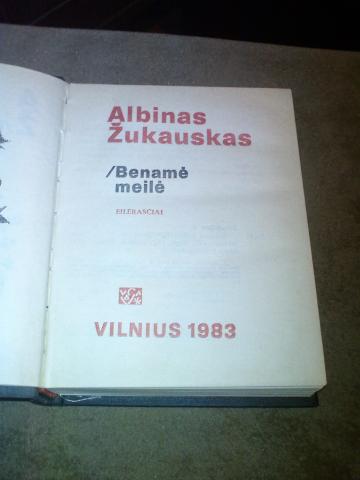 Albinas
Žukauskas
/Benamė
meilė
EILĖRAŠČIAI
VILNIUS 1983